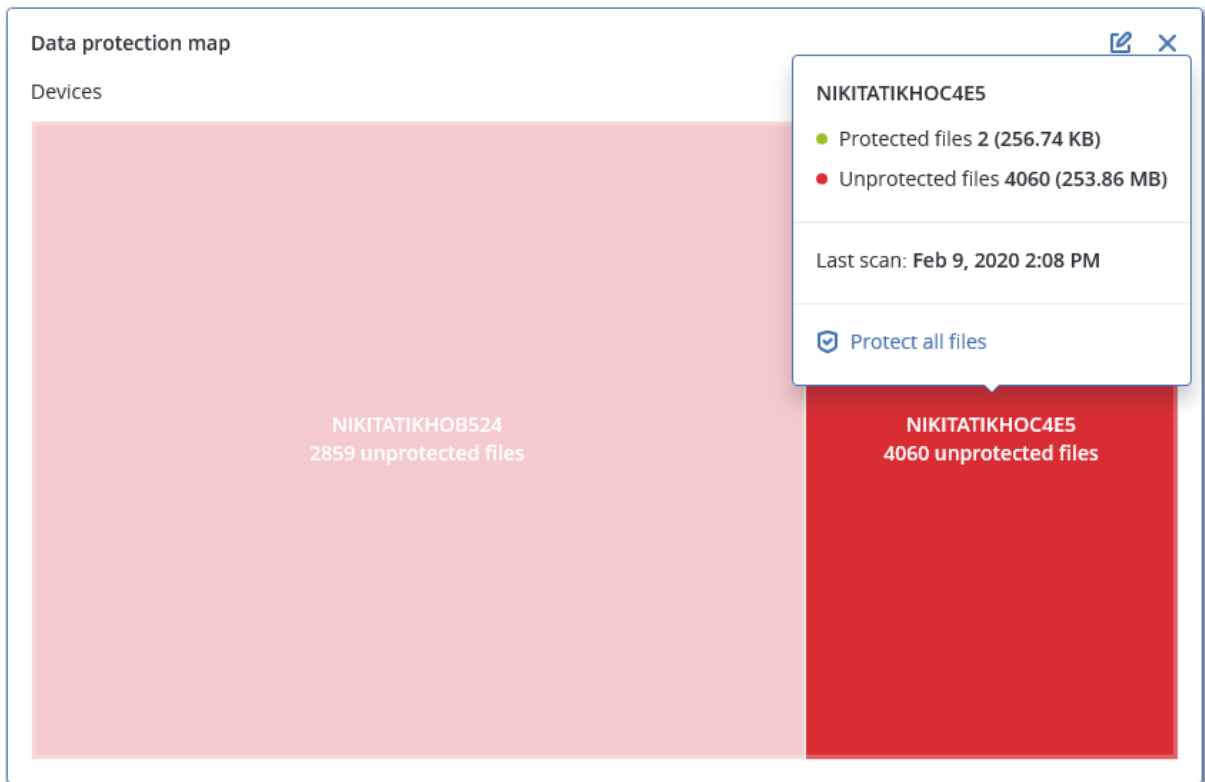 Data protection map
Devices
NIKITATIKHOC4E5
Protected files 2 (256.74 KB)
Unprotected files 4060 (253.86 MB)
Last scan: Feb 9, 2020 2:08 PM
Protect all files
NIKITATIKHOB524
2859 unprotected files
NIKITATIKHOC4E5
4060 unprotected files